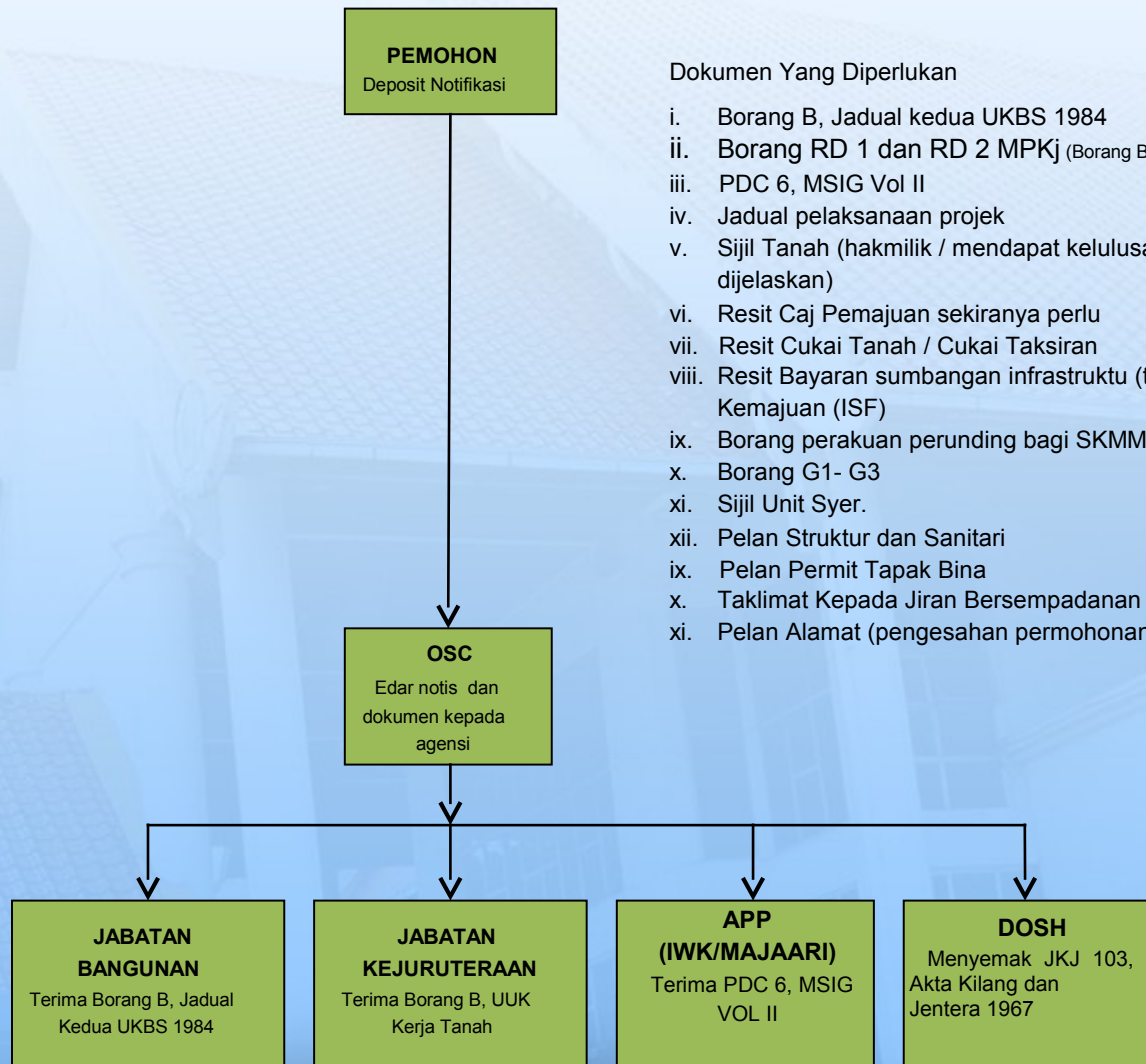 PEMOHON
Deposit Notifikasi
Dokumen Yang Diperlukan
i. Borang B, Jadual kedua UKBS 1984
ii. Borang RD 1 dan RD 2 MPKj (Borang B
iii. PDC 6, MSIG Vol II
iv. Jadual pelaksanaan projek
v. Sijil Tanah (hakmilik / mendapat kelulusa
dijelaskan)
vi. Resit Caj Pemajuan sekiranya perlu
vii. Resit Cukai Tanah / Cukai Taksiran
viii. Resit Bayaran sumbangan infrastruktu (t
Kemajuan (ISF)
ix. Borang perakuan perunding bagi SKMM
x. Borang G1- G3
xi. Sijil Unit Syer.
xii. Pelan Struktur dan Sanitari
ix. Pelan Permit Tapak Bina
x. Taklimat Kepada Jiran Bersempadanan
xi. Pelan Alamat (pengesahan permohonan
OSC
Edar notis dan
dokumen kepada
agensi
JABATAN
BANGUNAN
Terima Borang B, Jadual
Kedua UKBS 1984
JABATAN
KEJURUTERAAN
Terima Borang B, UUK
Kerja Tanah
APP
(IWK/MAJAARI)
Terima PDC 6, MSIG
VOL II
DOSH
Menyemak JKJ 103,
Akta Kilang dan
Jentera 1967